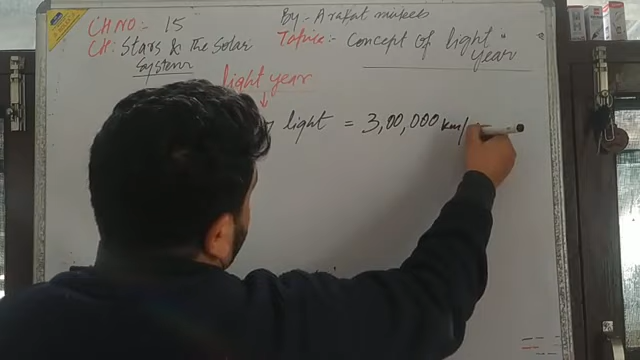 CH NO:- 15
By:- Arafat mukees
CH: Stars & The Solar System
Topic:- Concept Of light year
light year
light = 3,00,000 km/